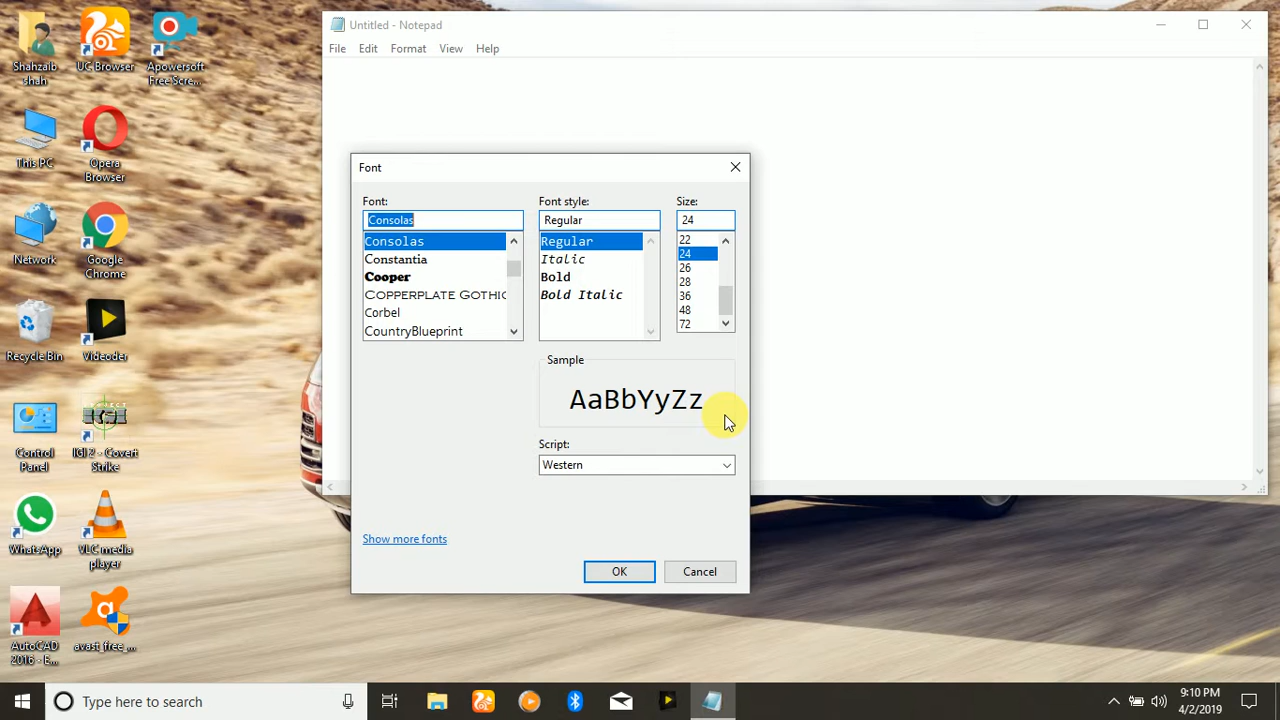 Shahzaib
shah
UC Browser
Apowersoft
Free Scre...
This PC
Opera
Browser
Network
Google
Chrome
Recycle Bin
Videoder
Control
Panel
IGI 2 - Covert
Strike
WhatsApp
VLC media
player
AutoCAD
2016 - E...
avast_free_...
Untitled - Notepad
File Edit Format View Help
Font
Font: Font style: Size:
Consolas Regular 24
Consolas
Constantia
Cooper
COPPERPLATE GOTHIC
Corbel
CountryBlueprint
Regular
Italic
Bold
Bold Italic
22
24
26
28
36
48
72
Sample
AaBbYyZz
Script:
Western
Show more fonts
OK Cancel
Type here to search
9:10 PM
4/2/2019